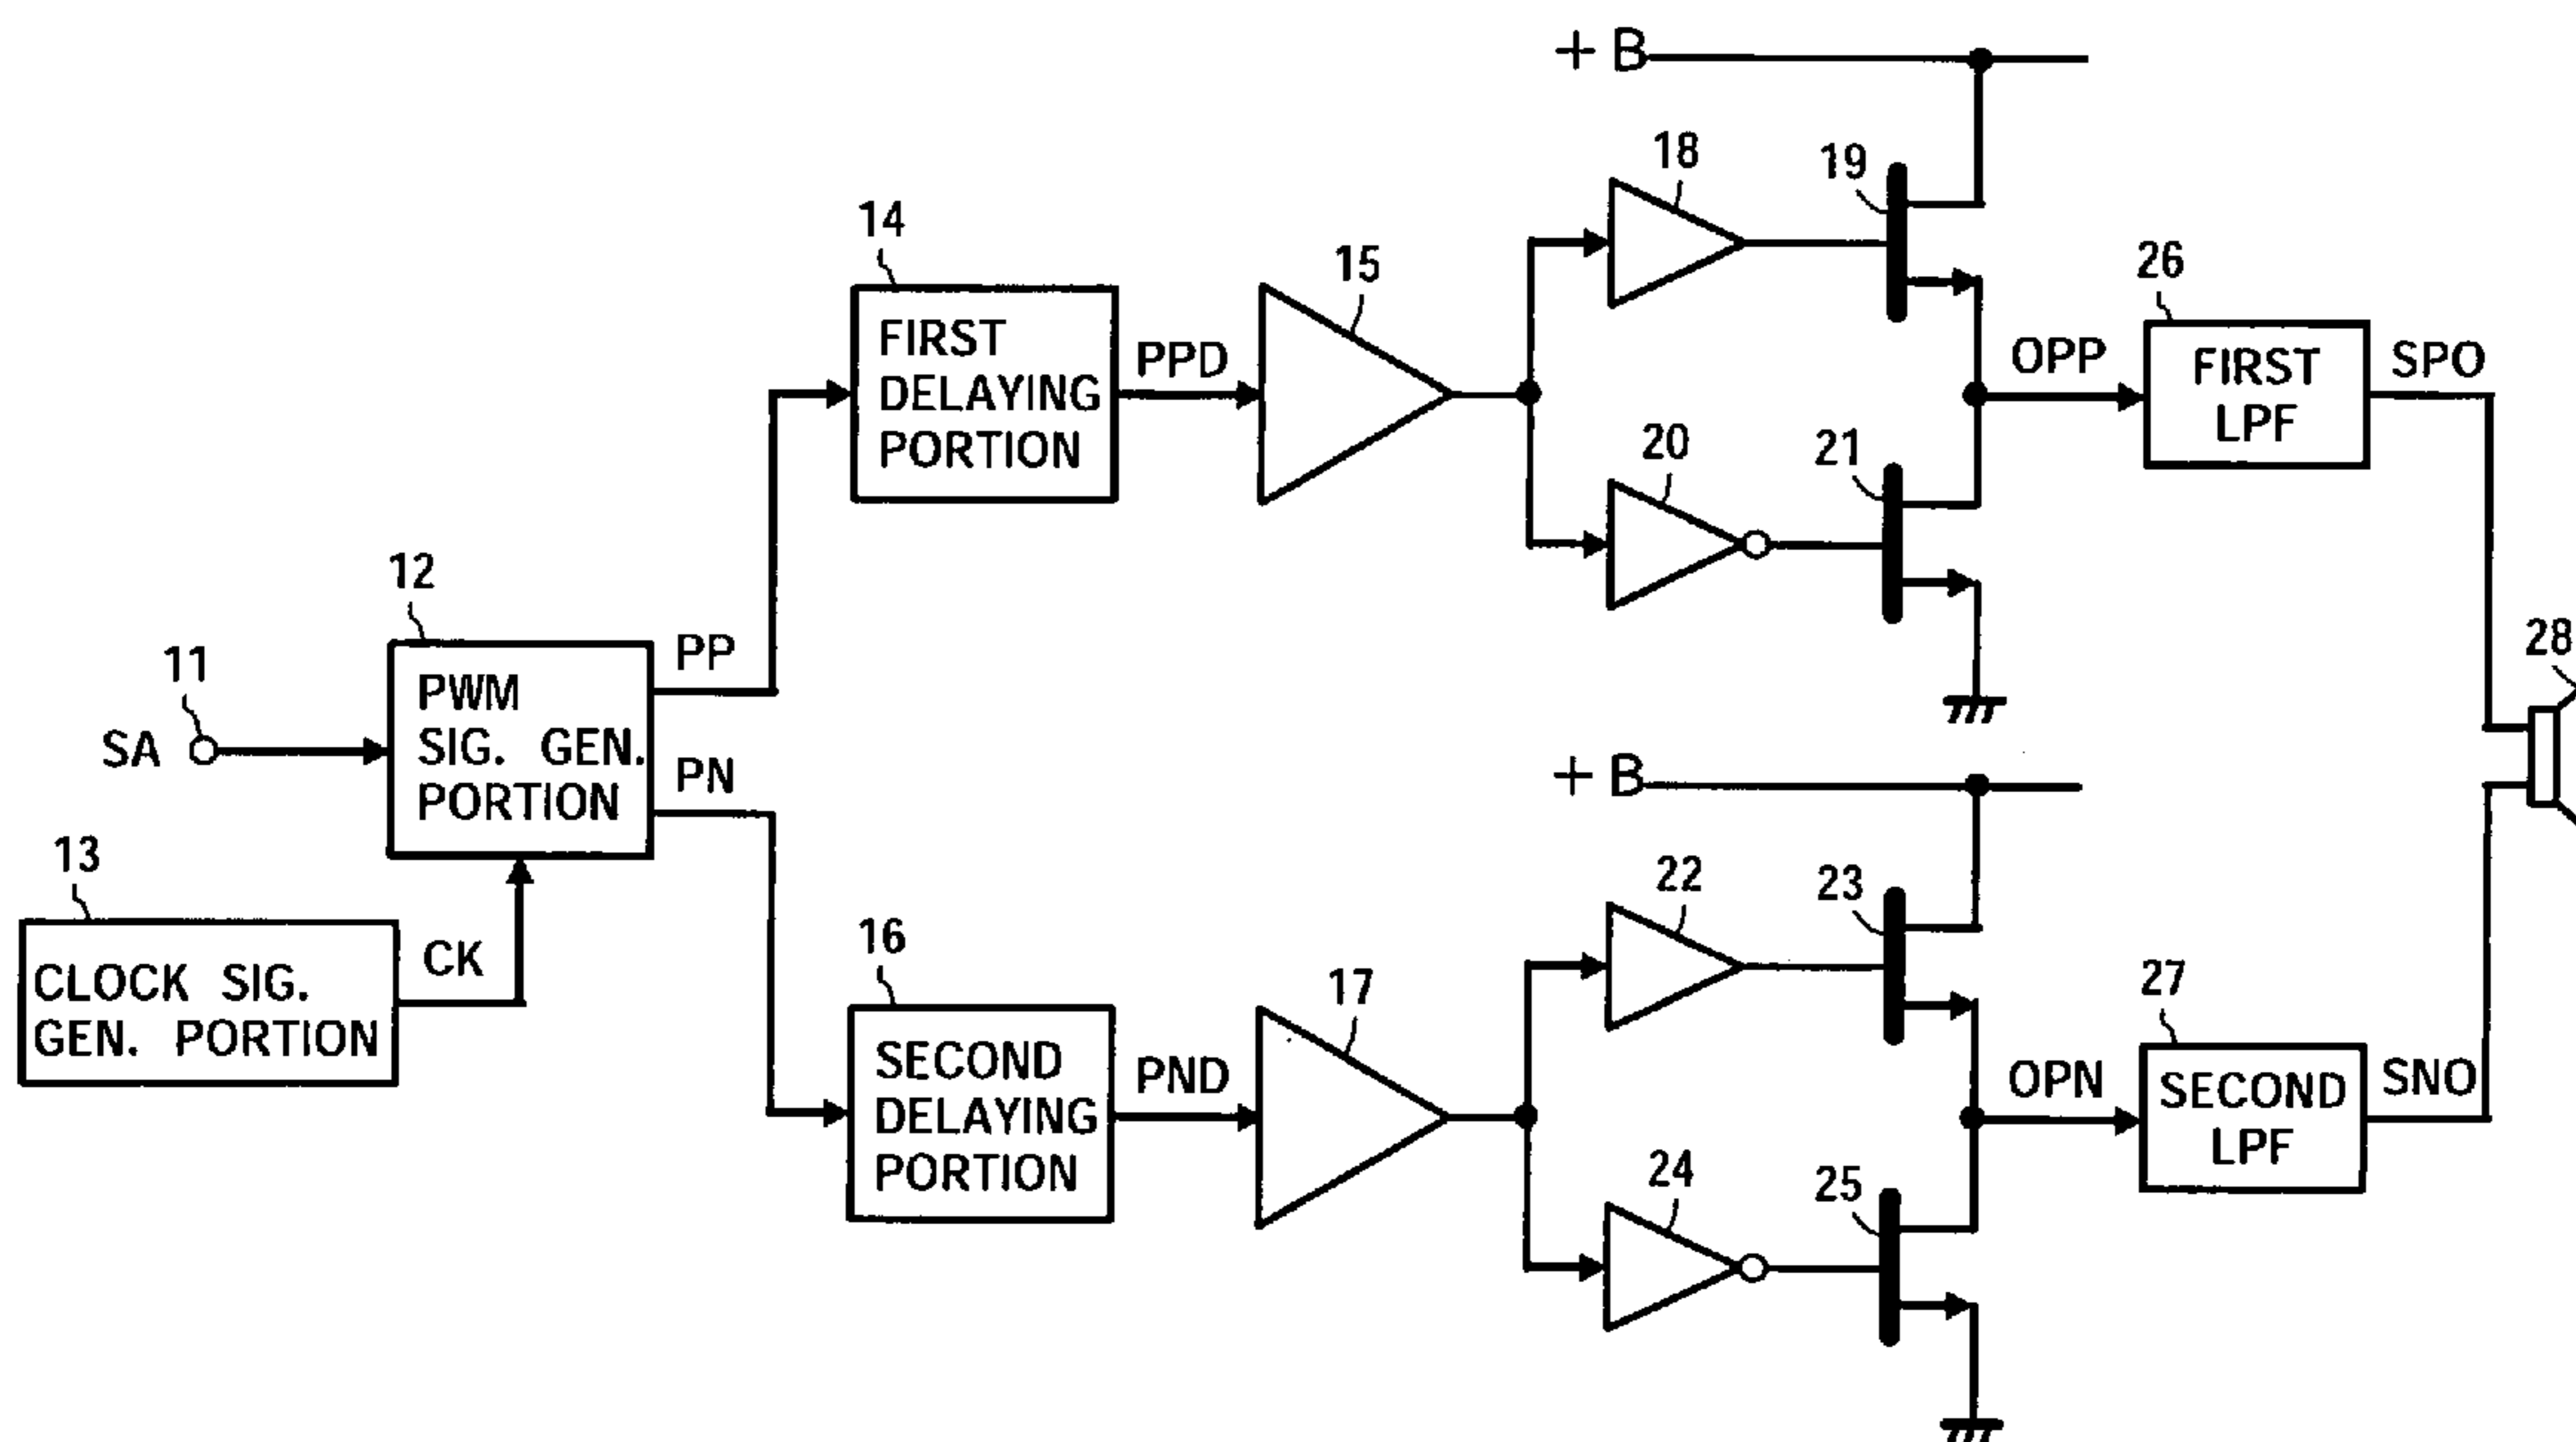 + B
18
19
14
15
26
FIRST
DELAYING
PORTION
PPD
OPP
FIRST
LPF
SPO
20
21
12
11
PP
28
SA
PWM
SIG. GEN.
PORTION
PN
+ B
13
22
23
16
CK
CLOCK SIG.
GEN. PORTION
17
27
SECOND
DELAYING
PORTION
PND
OPN
SECOND
LPF
SNO
24
25